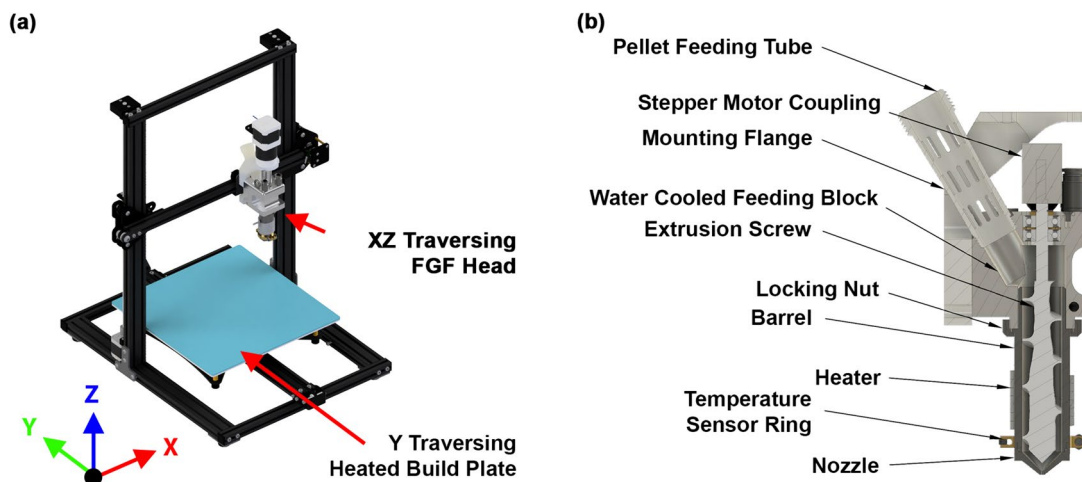 (a)
XZ Traversing
FGF Head
Z
Y
X
Y Traversing
Heated Build Plate
(b)
Pellet Feeding Tube
Stepper Motor Coupling
Mounting Flange
Water Cooled Feeding Block
Extrusion Screw
Locking Nut
Barrel
Heater
Temperature
Sensor Ring
Nozzle